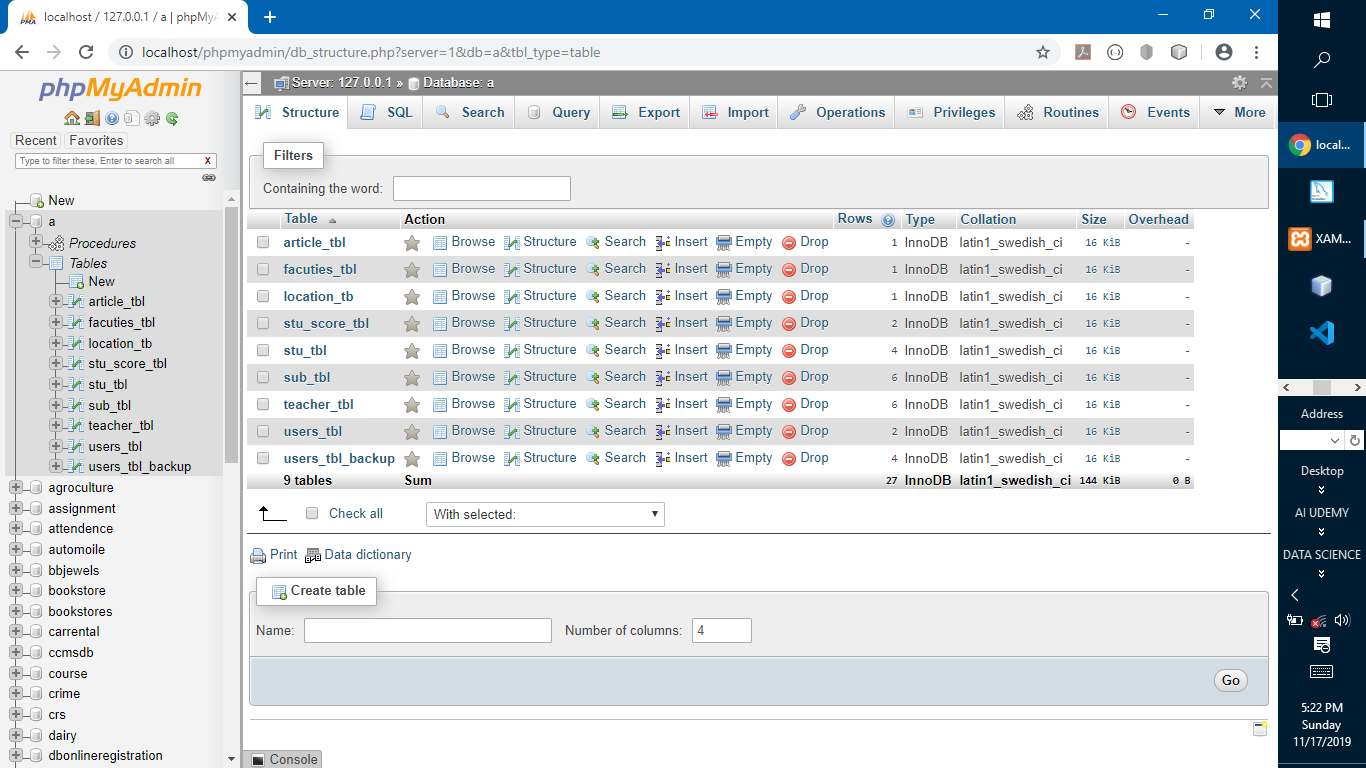 localhost / 127.0.0.1 / a | phpMyA
localhost/phpmyadmin/db_structure.php?server=1&db=a&tbl_type=table
phpMyAdmin
Recent Favorites
Type to filter these, Enter to search all X
New
a
Procedures
Tables
New
article_tbl
facuties_tbl
location_tb
stu_score_tbl
stu_tbl
sub_tbl
teacher_tbl
users_tbl
users_tbl_backup
agroculture
assignment
attendence
automoile
bbjewels
bookstore
bookstores
carrental
ccmsdb
course
crime
crs
dairy
dbonlineregistration
Server: 127.0.0.1 » Database: a
Structure SQL Search Query Export Import Operations Privileges Routines Events More
Filters
Containing the word:
Table Action Rows Type Collation Size Overhead
article_tbl Browse Structure Search Insert Empty Drop 1 InnoDB latin1_swedish_ci 16 KiB -
facuties_tbl Browse Structure Search Insert Empty Drop 1 InnoDB latin1_swedish_ci 16 KiB -
location_tb Browse Structure Search Insert Empty Drop 1 InnoDB latin1_swedish_ci 16 KiB -
stu_score_tbl Browse Structure Search Insert Empty Drop 2 InnoDB latin1_swedish_ci 16 KiB -
stu_tbl Browse Structure Search Insert Empty Drop 4 InnoDB latin1_swedish_ci 16 KiB -
sub_tbl Browse Structure Search Insert Empty Drop 6 InnoDB latin1_swedish_ci 16 KiB -
teacher_tbl Browse Structure Search Insert Empty Drop 6 InnoDB latin1_swedish_ci 16 KiB -
users_tbl Browse Structure Search Insert Empty Drop 2 InnoDB latin1_swedish_ci 16 KiB -
users_tbl_backup Browse Structure Search Insert Empty Drop 4 InnoDB latin1_swedish_ci 16 KiB -
9 tables Sum 27 InnoDB latin1_swedish_ci 144 KiB 0 B
Check all With selected:
Print Data dictionary
Create table
Name: Number of columns: 4
Go
Console
local...
XAM...
Address
Desktop
AI UDEMY
DATA SCIENCE
5:22 PM
Sunday
11/17/2019